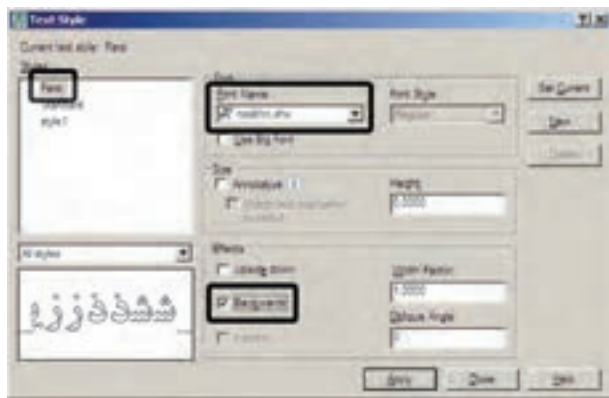 Text Style
Current text style: Farsi
Styles
Farsi
Standard
style1
All styles
Font
Font Name
Font Style
Regular
Use Big Font
Size
Annotative
Height
0.0000
Effects
Upside down
Backwards
Vertical
Width Factor
1.0000
Oblique Angle
0
Set Current
New
Delete
Apply
Close
Help